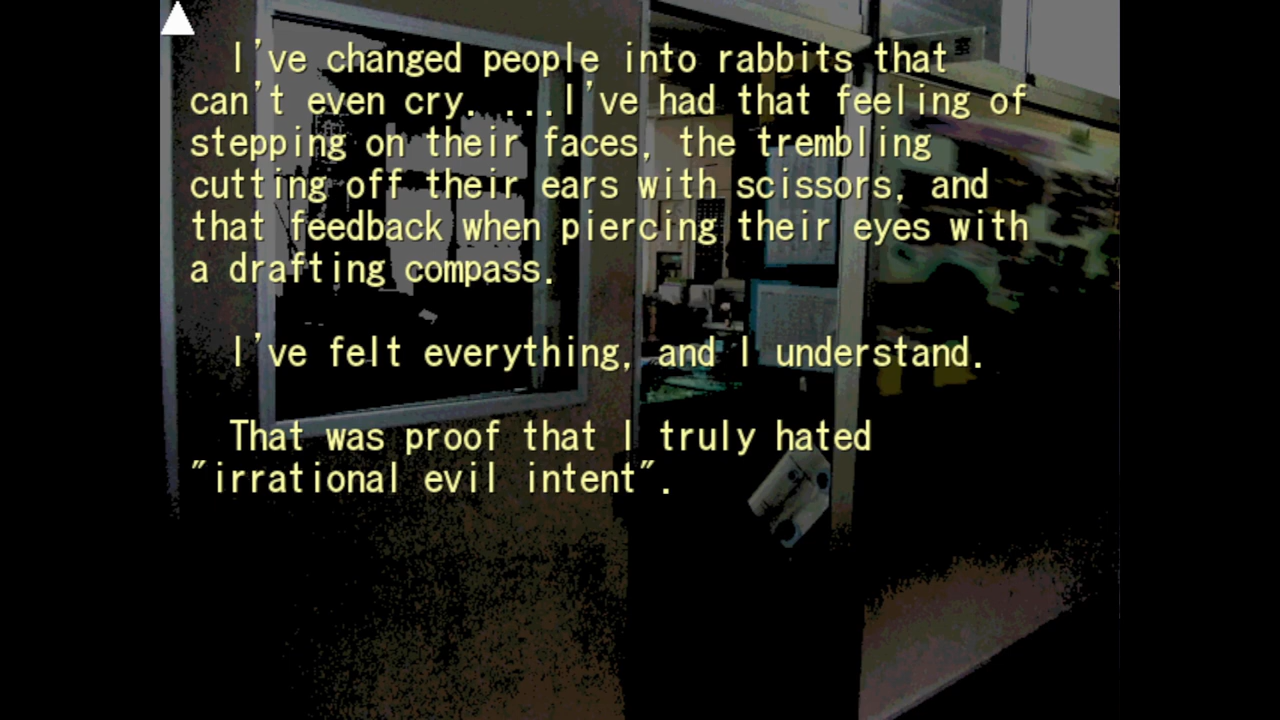 I've changed people into rabbits that
can't even cry. ...I've had that feeling of
stepping on their faces, the trembling
cutting off their ears with scissors, and
that feedback when piercing their eyes with
a drafting compass.
I've felt everything, and I understand.
That was proof that I truly hated
"irrational evil intent".